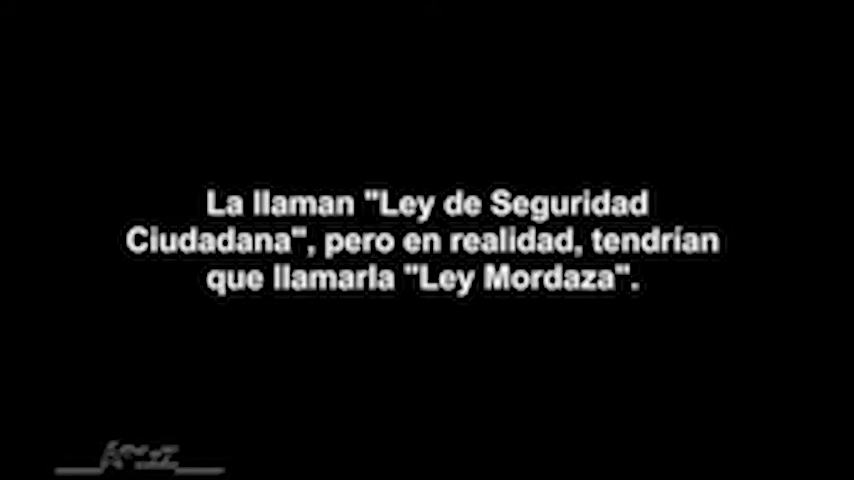 La llaman "Ley de Seguridad
Ciudadana", pero en realidad, tendrían
que llamarla "Ley Mordaza".